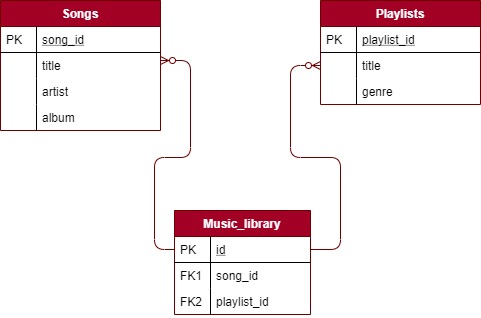 Songs
PK song_id
title
artist
album
Playlists
PK playlist_id
title
genre
Music_library
PK id
FK1 song_id
FK2 playlist_id